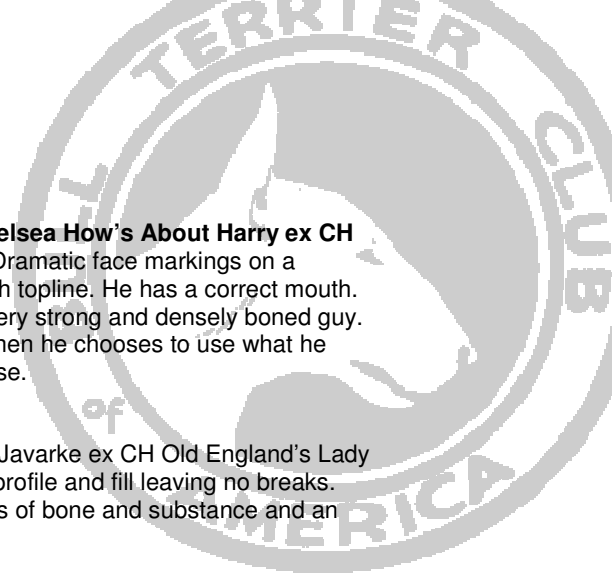 BULL TERRIER CLUB
of
AMERICA
elsea How's About Harry ex CH
Dramatic face markings on a
h topline. He has a correct mouth.
ery strong and densely boned guy.
hen he chooses to use what he
se.
Javarke ex CH Old England's Lady
profile and fill leaving no breaks.
s of bone and substance and an